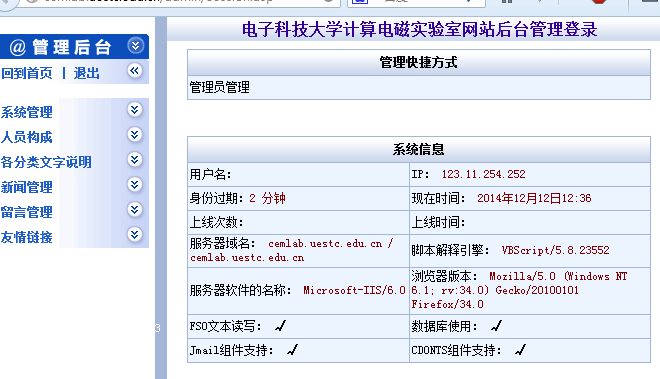 电子科技大学计算电磁实验室网站后台管理登录
@ 管理后台
回到首页 | 退出
系统管理
人员构成
各分类文字说明
新闻管理
留言管理
友情链接
管理快捷方式
管理员管理
系统信息
用户名：
IP： 123.11.254.252
身份过期：2 分钟
现在时间： 2014年12月12日12:36
上线次数：
上线时间：
服务器域名： cemlab.uestc.edu.cn /
cemlab.uestc.edu.cn
脚本解释引擎： VBScript/5.8.23552
服务器软件的名称： Microsoft-IIS/6.0
浏览器版本： Mozilla/5.0 (Windows NT
6.1; rv:34.0) Gecko/20100101
Firefox/34.0
FSO文本读写： ✓
数据库使用： ✓
Jmail组件支持： ✓
CDONTS组件支持： ✓
3